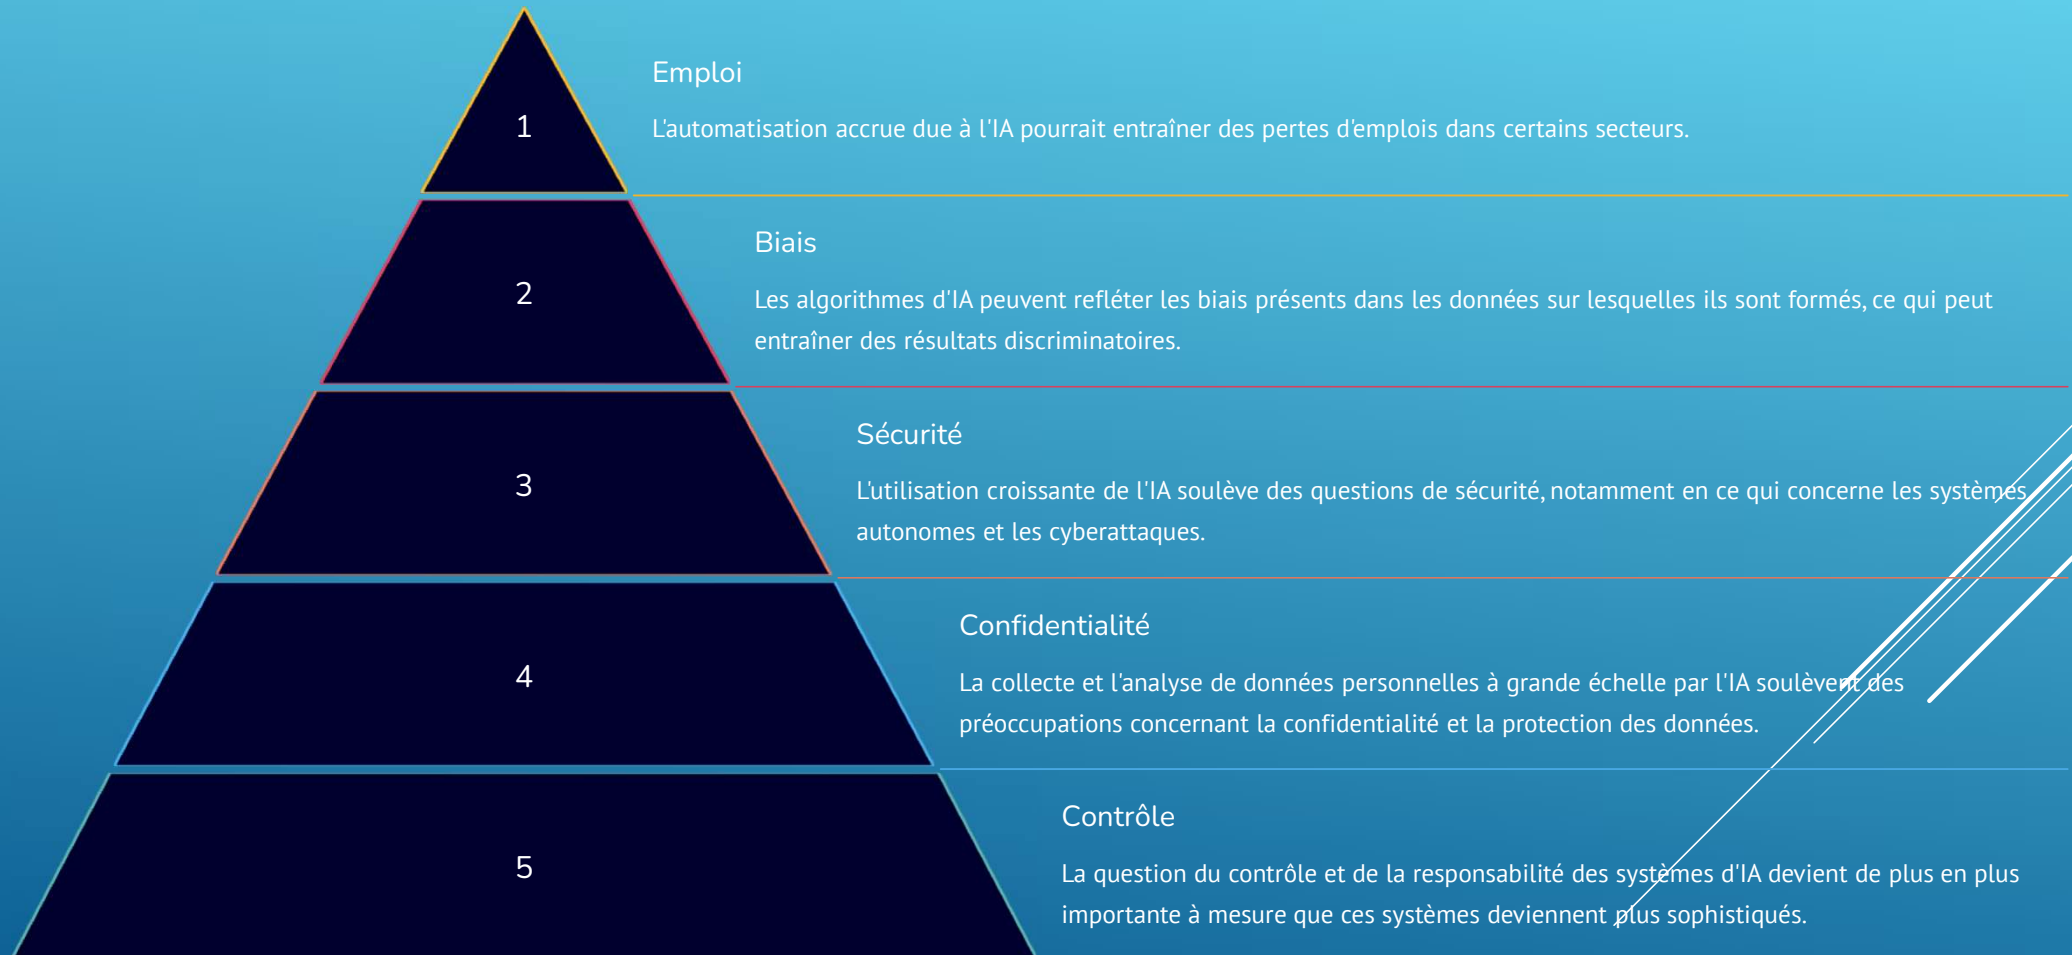 Emploi
1
L'automatisation accrue due à l'IA pourrait entraîner des pertes d'emplois dans certains secteurs.
Biais
2
Les algorithmes d'IA peuvent refléter les biais présents dans les données sur lesquelles ils sont formés, ce qui peut
entraîner des résultats discriminatoires.
Sécurité
3
L'utilisation croissante de l'IA soulève des questions de sécurité, notamment en ce qui concerne les systèmes
autonomes et les cyberattaques.
Confidentialité
4
La collecte et l'analyse de données personnelles à grande échelle par l'IA soulèvent des
préoccupations concernant la confidentialité et la protection des données.
Contrôle
5
La question du contrôle et de la responsabilité des systèmes d'IA devient de plus en plus
importante à mesure que ces systèmes deviennent plus sophistiqués.